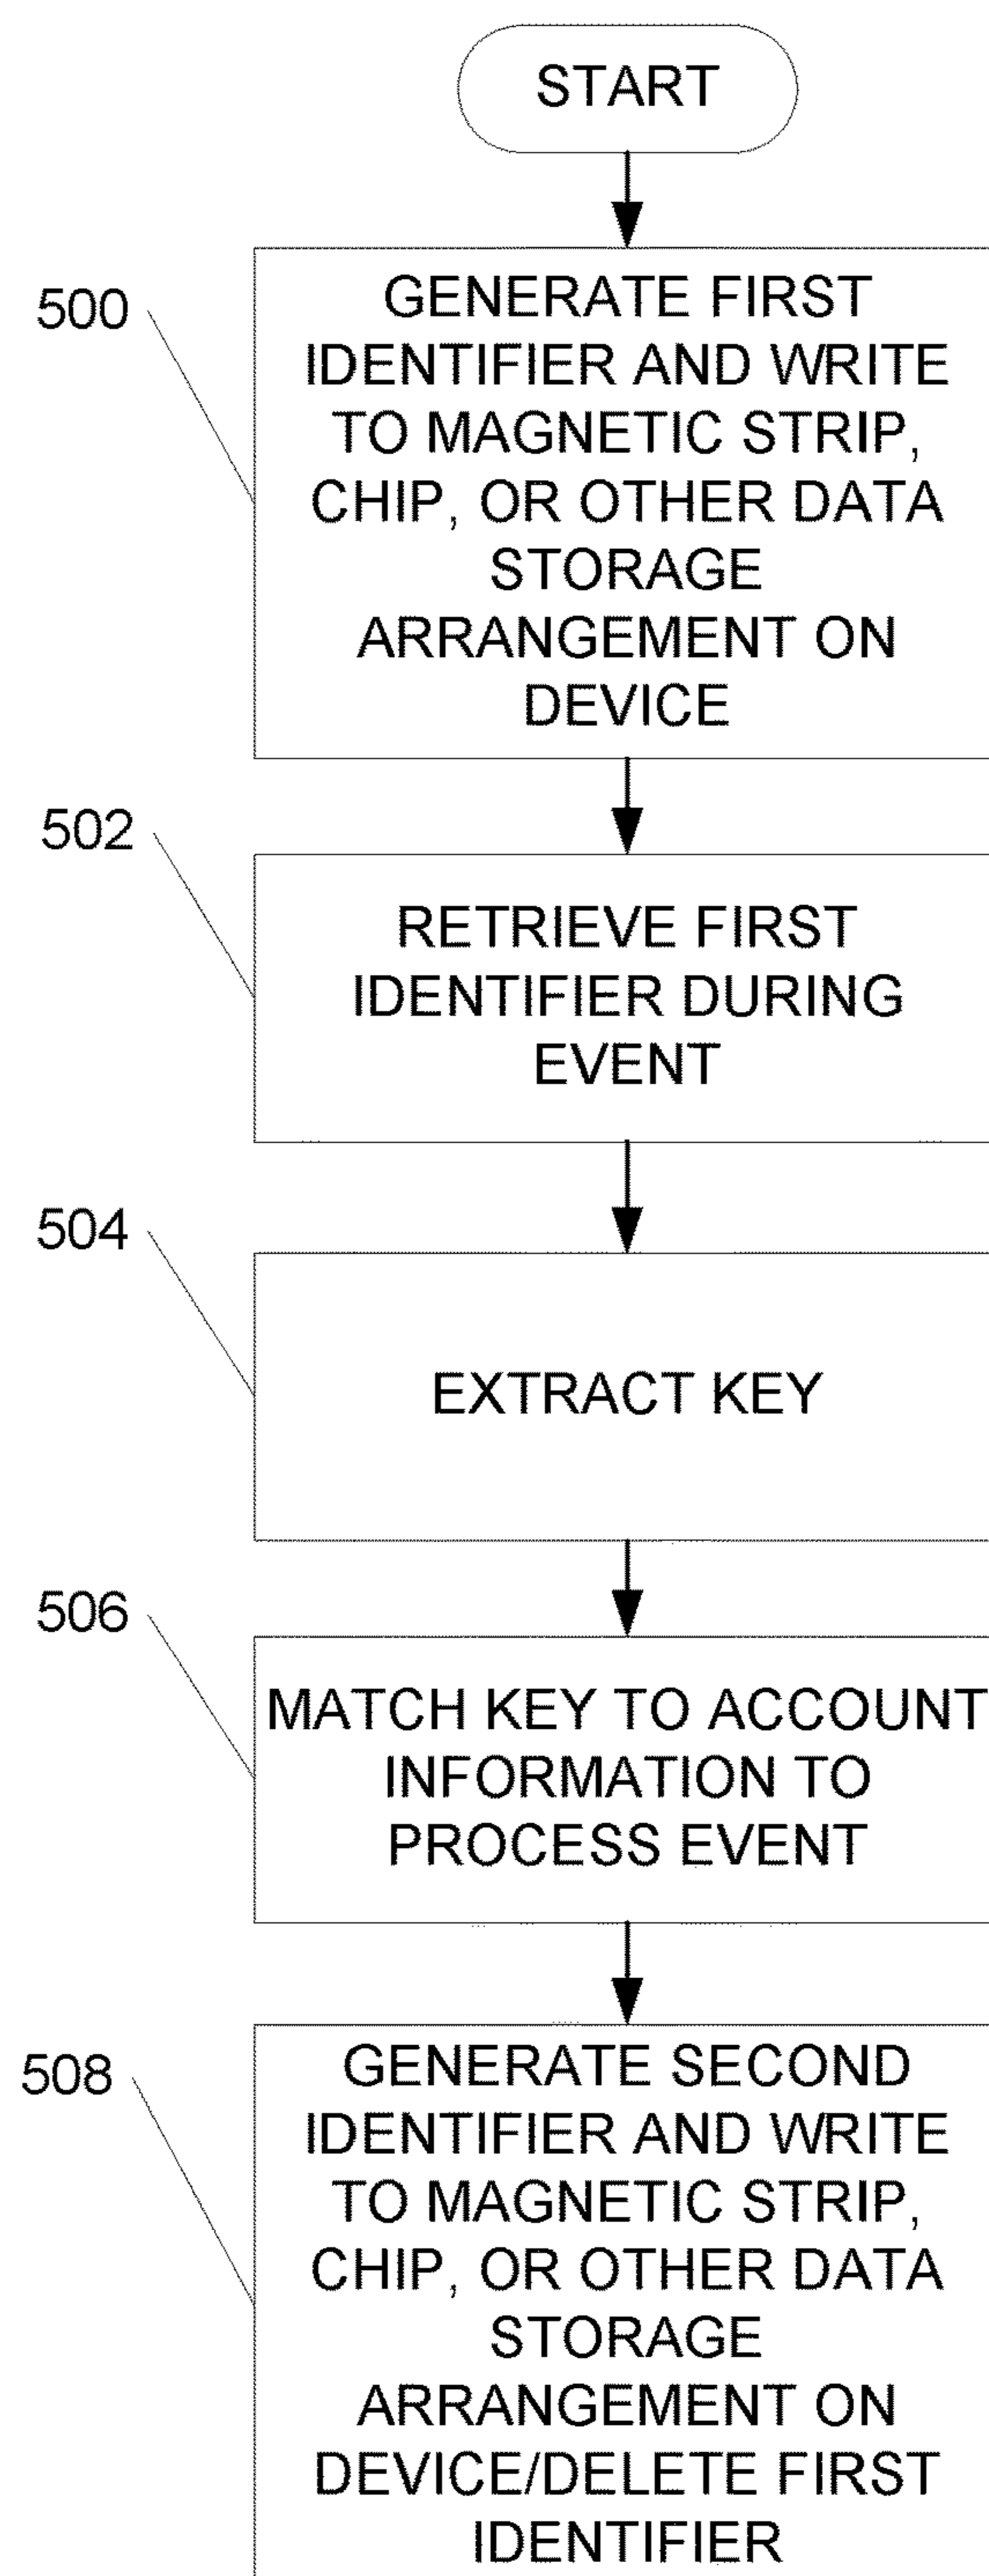 START
500
GENERATE FIRST
IDENTIFIER AND WRITE
TO MAGNETIC STRIP,
CHIP, OR OTHER DATA
STORAGE
ARRANGEMENT ON
DEVICE
502
RETRIEVE FIRST
IDENTIFIER DURING
EVENT
504
EXTRACT KEY
506
MATCH KEY TO ACCOUNT
INFORMATION TO
PROCESS EVENT
508
GENERATE SECOND
IDENTIFIER AND WRITE
TO MAGNETIC STRIP,
CHIP, OR OTHER DATA
STORAGE
ARRANGEMENT ON
DEVICE/DELETE FIRST
IDENTIFIER